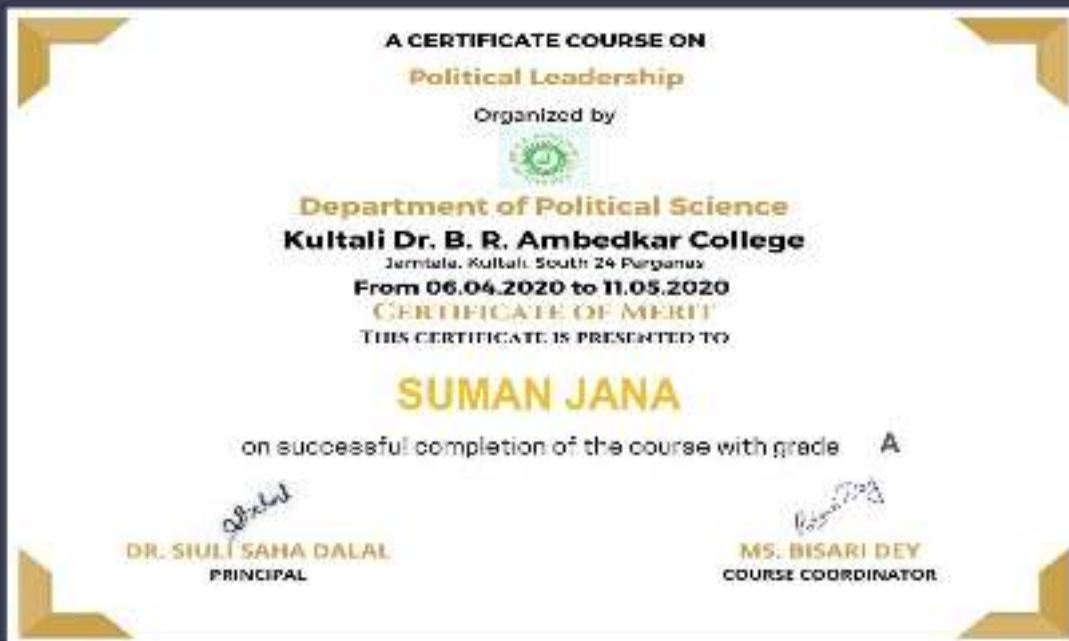 A CERTIFICATE COURSE ON
Political Leadership
Organized by
Department of Political Science
Kultali Dr. B. R. Ambedkar College
Jamtala, Kultali, South 24 Parganas
From 06.04.2020 to 11.05.2020
CERTIFICATE OF MERIT
THIS CERTIFICATE IS PRESENTED TO
SUMAN JANA
on successful completion of the course with grade A
DR. SIULI SAHA DALAL
MS. BISARI DEY
PRINCIPAL
COURSE COORDINATOR